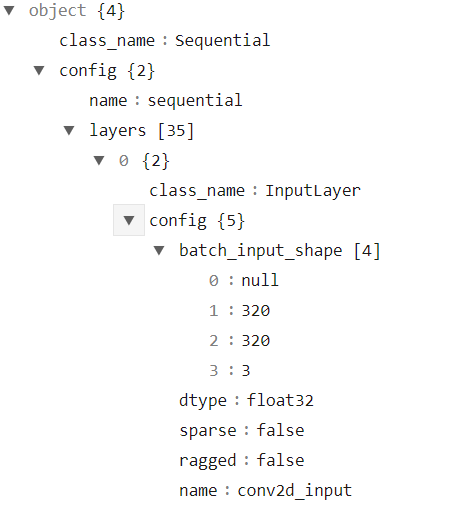 object {4}
class_name : Sequential
config {2}
name : sequential
layers [35]
0 {2}
class_name : InputLayer
config {5}
batch_input_shape [4]
0 : null
1 : 320
2 : 320
3 : 3
dtype : float32
sparse : false
ragged : false
name : conv2d_input